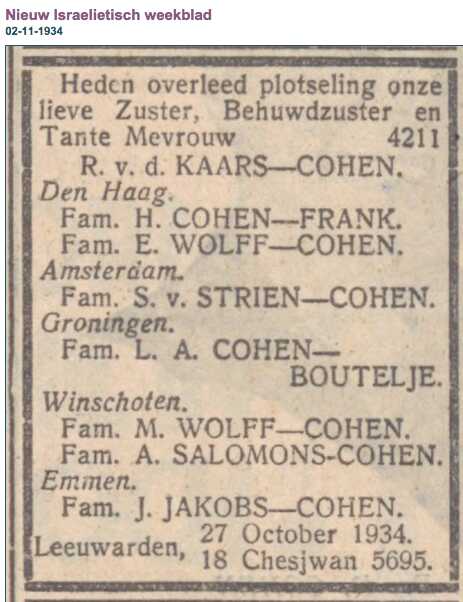 Nieuw Israelietisch weekblad
02-11-1934
Heden overleed plotseling onze
lieve Zuster, Behuwdzuster en
Tante Mevrouw 4211
R. v. d. KAARS—COHEN.
Den Haag.
Fam. H. COHEN—FRANK.
Fam. E. WOLFF—COHEN.
Amsterdam.
Fam. S. v. STRIEN—COHEN.
Groningen.
Fam. L. A. COHEN—
BOUTELJE.
Winschoten.
Fam. M. WOLFF—COHEN.
Fam. A. SALOMONS-COHEN.
Emmen.
Fam. J. JAKOBS—COHEN.
Leeuwarden, 27 October 1934.
18 Chesjwan 5695.